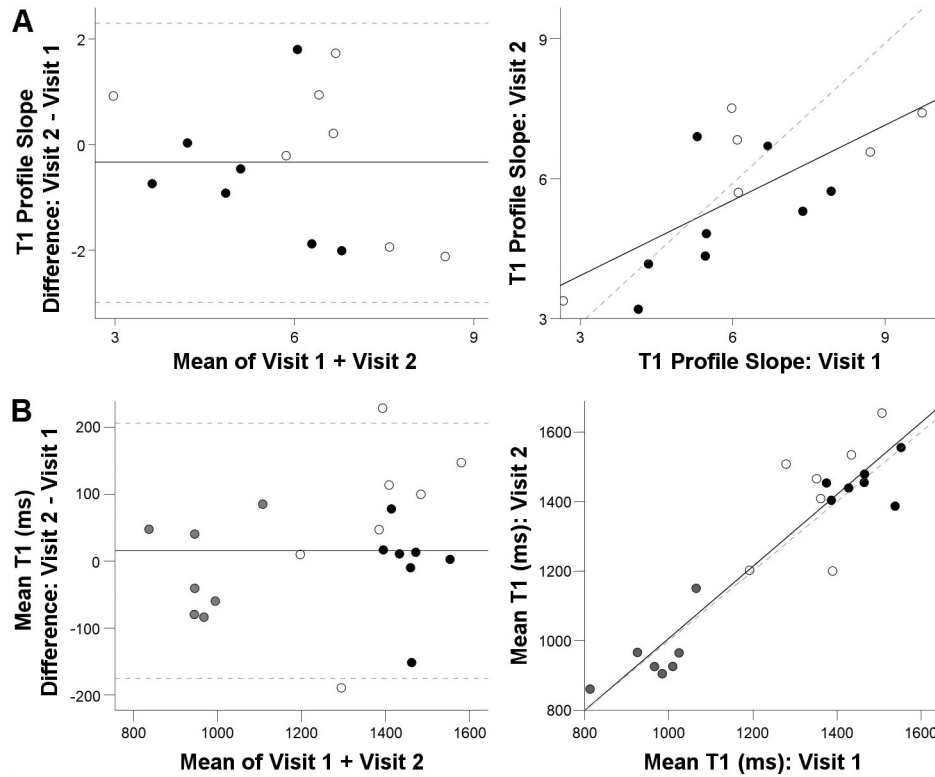 A
T1 Profile Slope
Difference: Visit 2 - Visit 1
2
0
-2
3
6
9
Mean of Visit 1 + Visit 2
T1 Profile Slope: Visit 2
9
6
3
3
6
9
T1 Profile Slope: Visit 1
B
Mean T1 (ms)
Difference: Visit 2 - Visit 1
200
100
0
-100
-200
800
1000
1200
1400
1600
Mean of Visit 1 + Visit 2
Mean T1 (ms): Visit 2
1600
1400
1200
1000
800
800
1000
1200
1400
1600
Mean T1 (ms): Visit 1